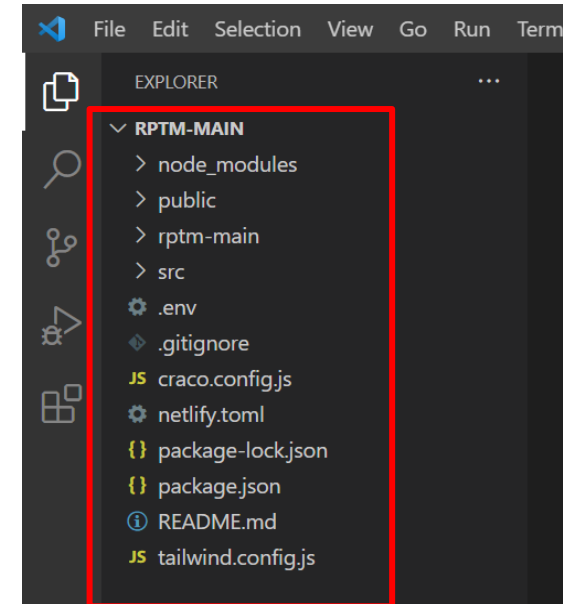 File Edit Selection View Go Run Term
EXPLORER
RPTM-MAIN
node_modules
public
rptm-main
src
.env
.gitignore
JS craco.config.js
netlify.toml
{} package-lock.json
{} package.json
README.md
JS tailwind.config.js